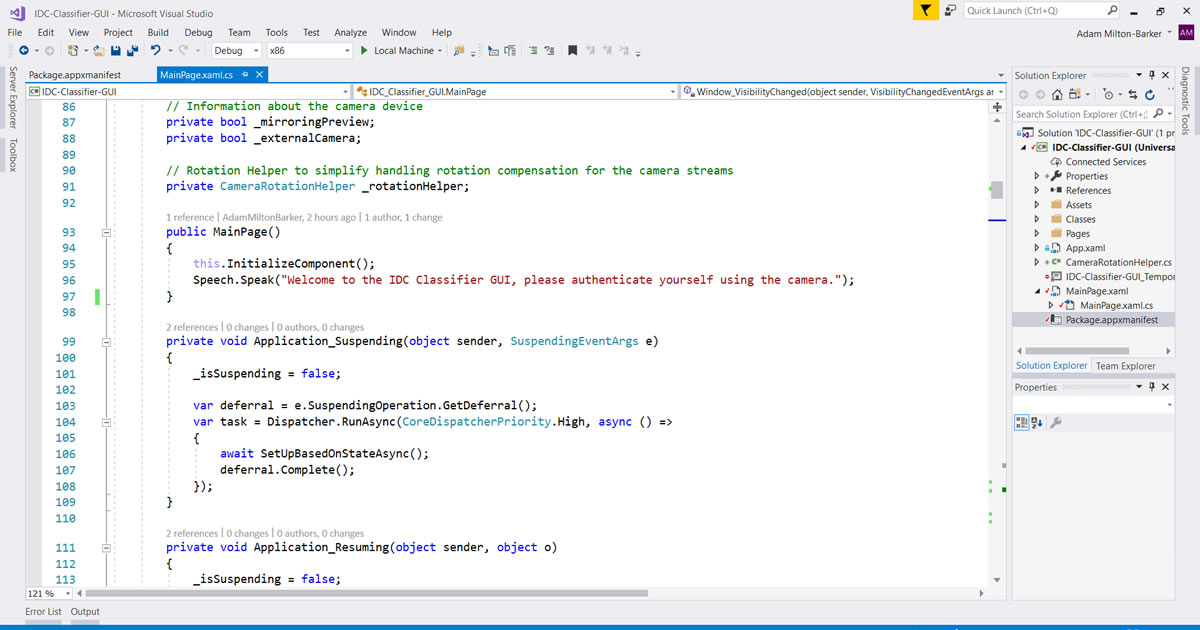 IDC-Classifier-GUI - Microsoft Visual Studio
Quick Launch (Ctrl+Q)
File Edit View Project Build Debug Team Tools Test Analyze Window Help
Adam Milton-Barker AM
Debug x86 Local Machine
Server Explorer
Toolbox
Package.appxmanifest MainPage.xaml.cs
IDC-Classifier-GUI IDC_Classifier_GUI.MainPage Window_VisibilityChanged(object sender, VisibilityChangedEventArgs ar
86 // Information about the camera device
87 private bool _mirroringPreview;
88 private bool _externalCamera;
89
90 // Rotation Helper to simplify handling rotation compensation for the camera streams
91 private CameraRotationHelper _rotationHelper;
92
1 reference | AdamMiltonBarker, 2 hours ago | 1 author, 1 change
93 public MainPage()
94 {
95 this.InitializeComponent();
96 Speech.Speak("Welcome to the IDC Classifier GUI, please authenticate yourself using the camera.");
97 }
98
2 references | 0 changes | 0 authors, 0 changes
99 private void Application_Suspending(object sender, SuspendingEventArgs e)
100 {
101 _isSuspending = false;
102
103 var deferral = e.SuspendingOperation.GetDeferral();
104 var task = Dispatcher.RunAsync(CoreDispatcherPriority.High, async () =>
105 {
106 await SetUpBasedOnStateAsync();
107 deferral.Complete();
108 });
109 }
110
2 references | 0 changes | 0 authors, 0 changes
111 private void Application_Resuming(object sender, object o)
112 {
113 _isSuspending = false;
121 %
Error List Output
Solution Explorer
Search Solution Explorer (Ctrl+;
Solution 'IDC-Classifier-GUI' (1 pr
IDC-Classifier-GUI (Universa
Connected Services
Properties
References
Assets
Classes
Pages
App.xaml
CameraRotationHelper.cs
IDC-Classifier-GUI_Tempor
MainPage.xaml
MainPage.xaml.cs
Package.appxmanifest
Solution Explorer Team Explorer
Properties
Diagnostic Tools